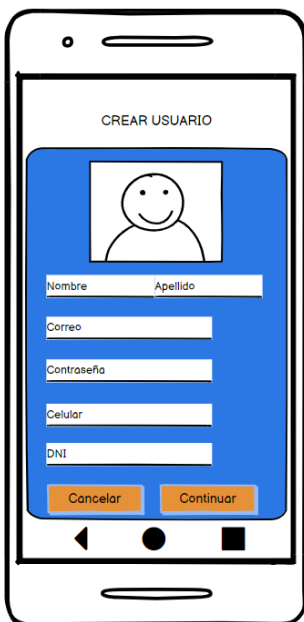 CREAR USUARIO
Nombre Apellido
Correo
Contraseña
Celular
DNI
Cancelar Continuar